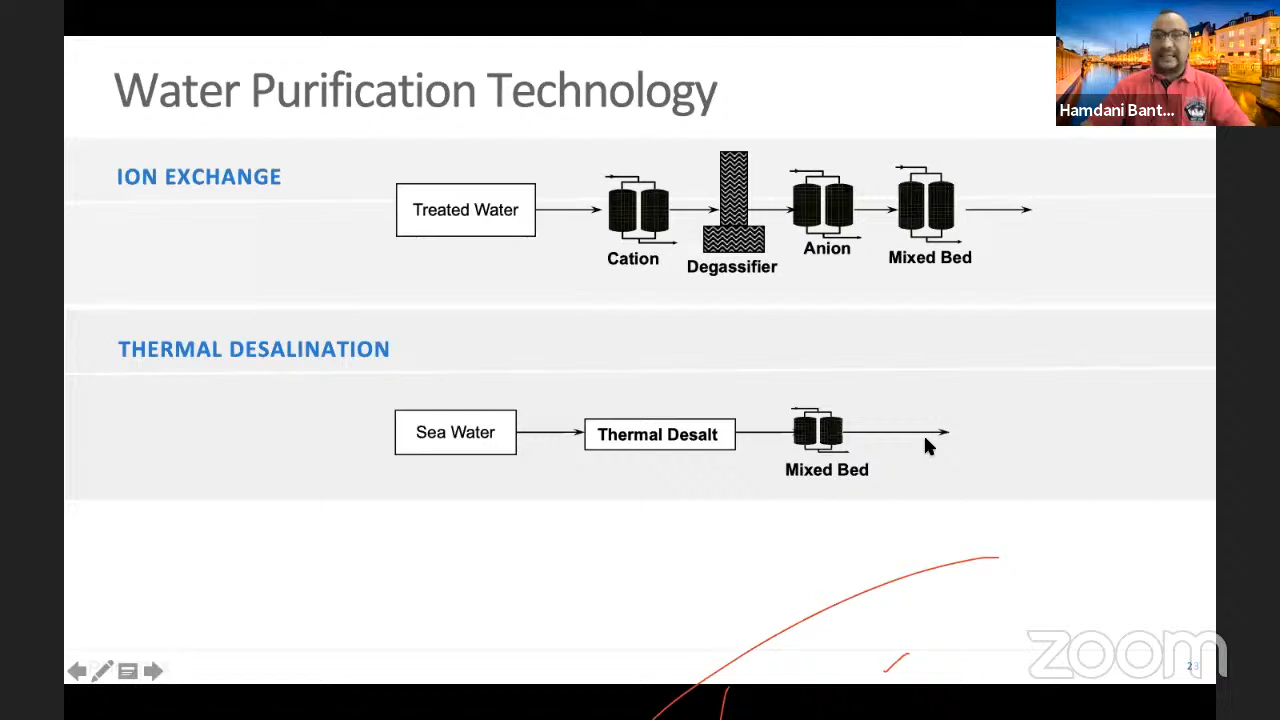 Water Purification Technology
Hamdani Bant...
ION EXCHANGE
Treated Water
Cation
Degassifier
Anion
Mixed Bed
THERMAL DESALINATION
Sea Water
Thermal Desalt
Mixed Bed
zoom
23